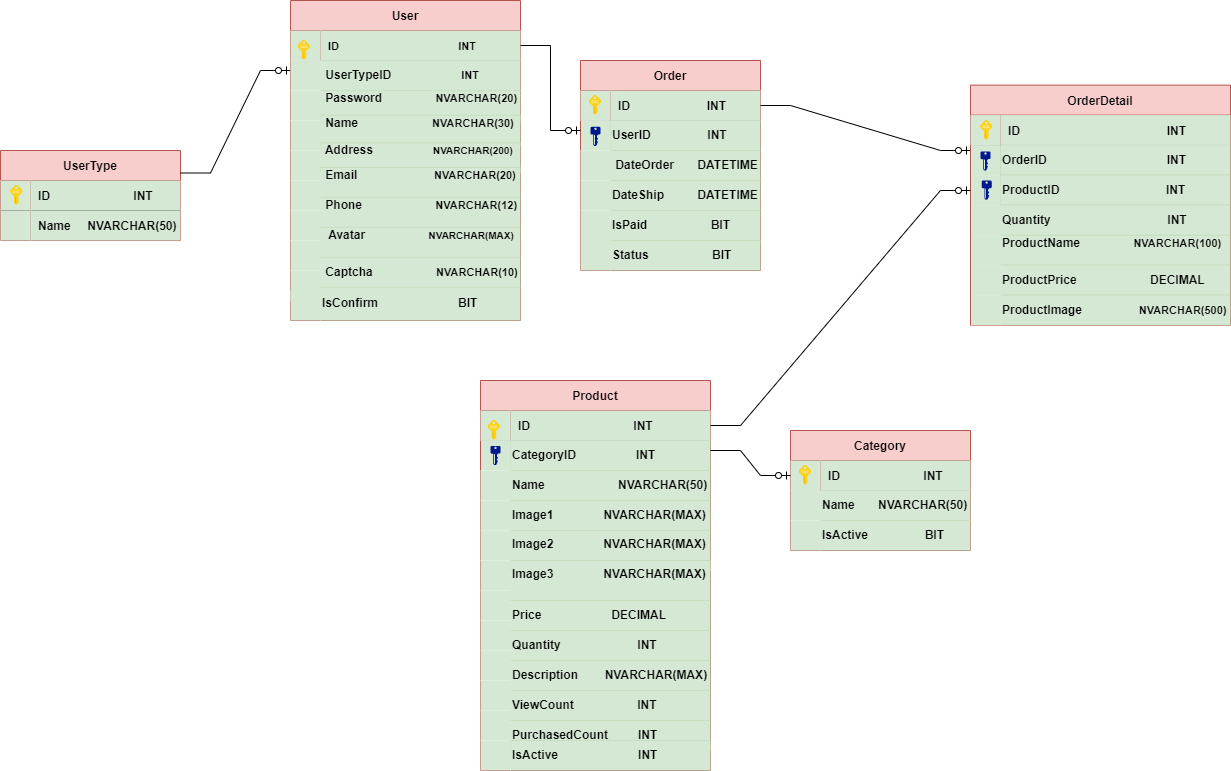 User
ID INT
UserTypeID INT
Password NVARCHAR(20)
Name NVARCHAR(30)
Address NVARCHAR(200)
Email NVARCHAR(20)
Phone NVARCHAR(12)
Avatar NVARCHAR(MAX)
Captcha NVARCHAR(10)
IsConfirm BIT
UserType
ID INT
Name NVARCHAR(50)
Order
ID INT
UserID INT
DateOrder DATETIME
DateShip DATETIME
IsPaid BIT
Status BIT
OrderDetail
ID INT
OrderID INT
ProductID INT
Quantity INT
ProductName NVARCHAR(100)
ProductPrice DECIMAL
ProductImage NVARCHAR(500)
Product
ID INT
CategoryID INT
Name NVARCHAR(50)
Image1 NVARCHAR(MAX)
Image2 NVARCHAR(MAX)
Image3 NVARCHAR(MAX)
Price DECIMAL
Quantity INT
Description NVARCHAR(MAX)
ViewCount INT
PurchasedCount INT
IsActive INT
Category
ID INT
Name NVARCHAR(50)
IsActive BIT